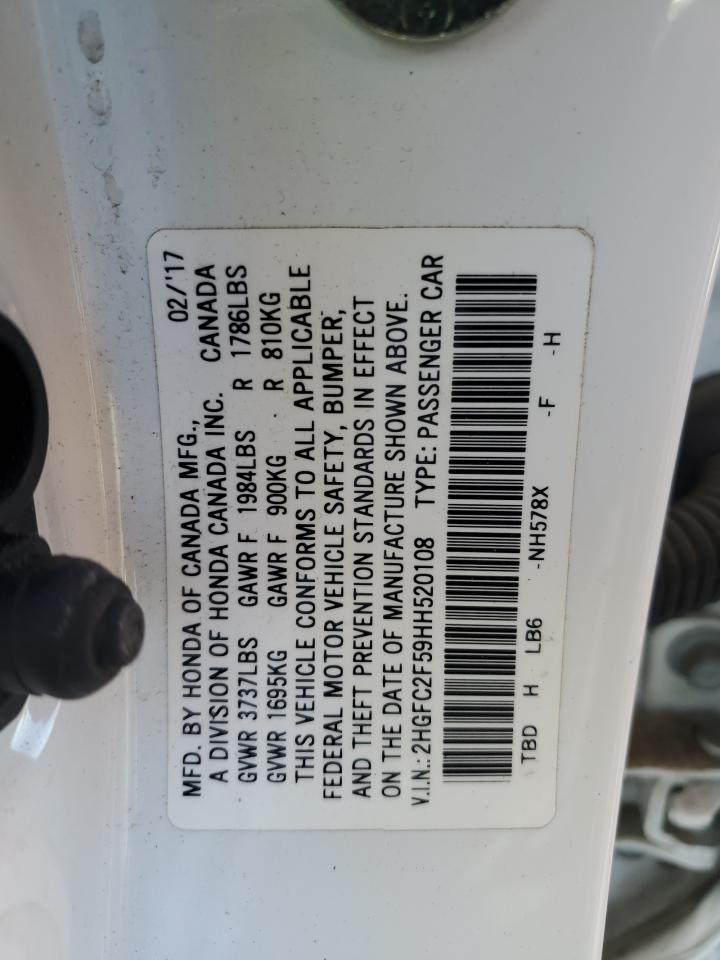 MFD. BY HONDA OF CANADA MFG., 02/'17
A DIVISION OF HONDA CANADA INC. CANADA
GVWR 3737LBS GAWR F 1984LBS R 1786LBS
GVWR 1695KG GAWR F 900KG R 810KG
THIS VEHICLE CONFORMS TO ALL APPLICABLE
FEDERAL MOTOR VEHICLE SAFETY, BUMPER,
AND THEFT PREVENTION STANDARDS IN EFFECT
ON THE DATE OF MANUFACTURE SHOWN ABOVE.
V.I.N.: 2HGFC2F59HH520108 TYPE: PASSENGER CAR
TBD H LB6 -NH578X -F -H